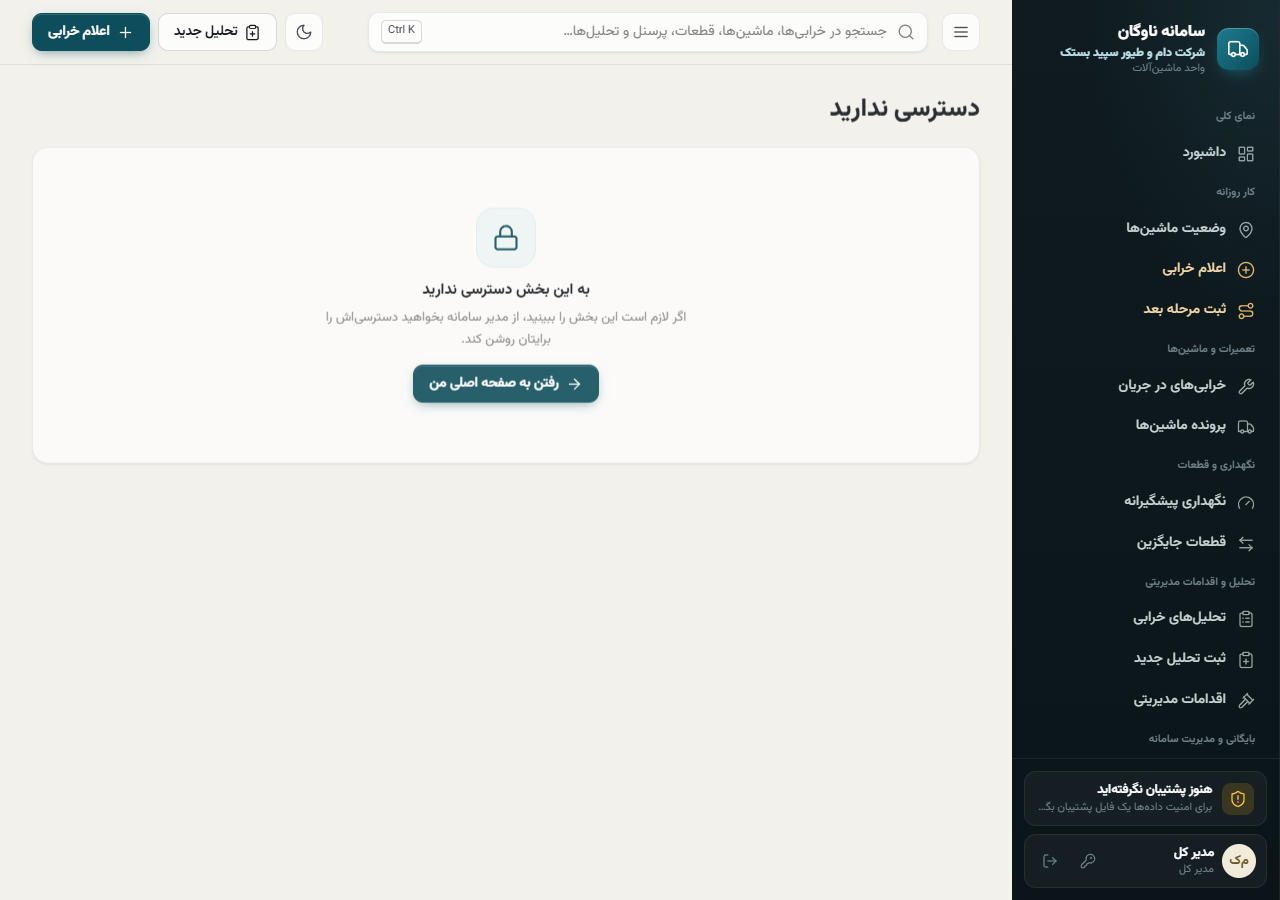 سامانه ناوگان
شرکت دام و طیور سپید بستک
واحد ماشین‌آلات
نمای کلی
داشبورد
کار روزانه
وضعیت ماشین‌ها
اعلام خرابی
ثبت مرحله بعد
تعمیرات و ماشین‌ها
خرابی‌های در جریان
پرونده ماشین‌ها
نگهداری و قطعات
نگهداری پیشگیرانه
قطعات جایگزین
تحلیل و اقدامات مدیریتی
تحلیل‌های خرابی
ثبت تحلیل جدید
اقدامات مدیریتی
بایگانی و مدیریت سامانه
هنوز پشتیبان نگرفته‌اید
برای امنیت داده‌ها یک فایل پشتیبان بگ...
م‌ک
مدیر کل
مدیر کل
جستجو در خرابی‌ها، ماشین‌ها، قطعات، پرسنل و تحلیل‌ها...
Ctrl K
تحلیل جدید
اعلام خرابی
دسترسی ندارید
به این بخش دسترسی ندارید
اگر لازم است این بخش را ببینید، از مدیر سامانه بخواهید دسترسی‌اش را
برایتان روشن کند.
رفتن به صفحه اصلی من